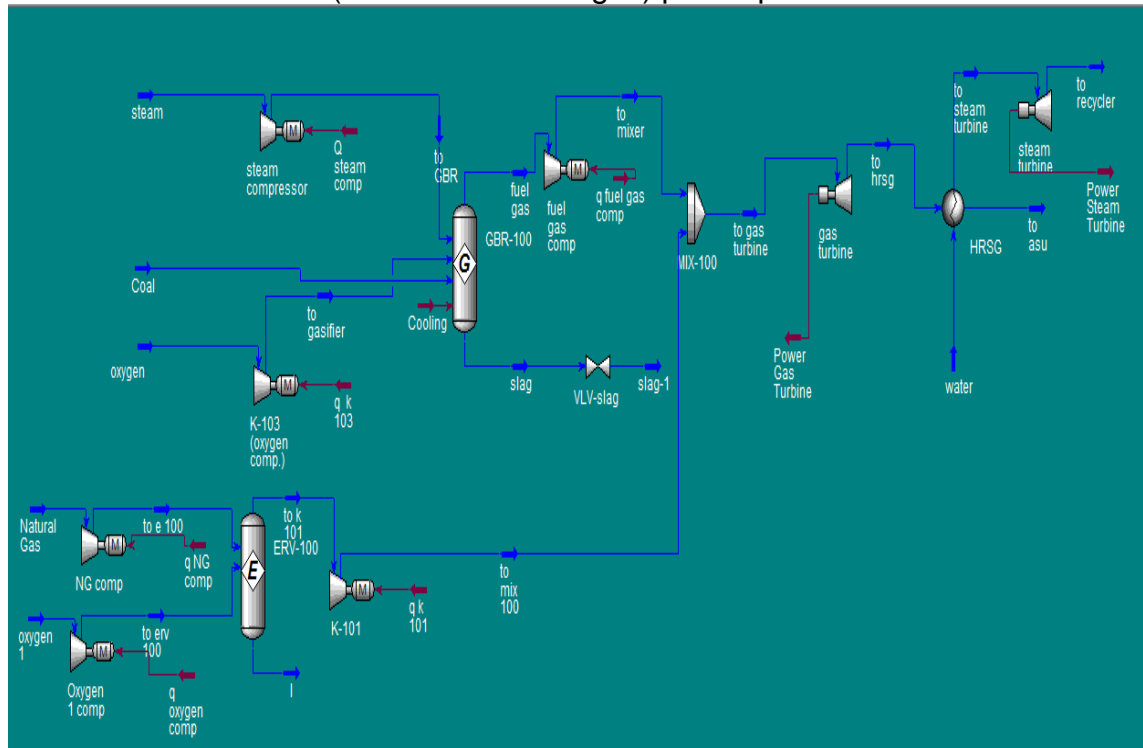 steam
steam
compressor
Q
steam
comp
to
GBR
fuel
gas
GBR-100
G
fuel
gas
comp
q fuel gas
comp
to
mixer
MIX-100
to gas
turbine
gas
turbine
to
hrsg
Power
Gas
Turbine
HRSG
to
asu
water
to
steam
turbine
steam
turbine
to
recycler
Power
Steam
Turbine
Coal
Cooling
to
gasifier
oxygen
K-103
(oxygen
comp.)
q k
103
slag
VLV-slag
slag-1
Natural
Gas
NG comp
to e 100
q NG
comp
oxygen
1
Oxygen
1 comp
to erv
100
q
oxygen
comp
E
ERV-100
to k
101
K-101
q k
101
to
mix
100
l
M
M
M
M
M
M